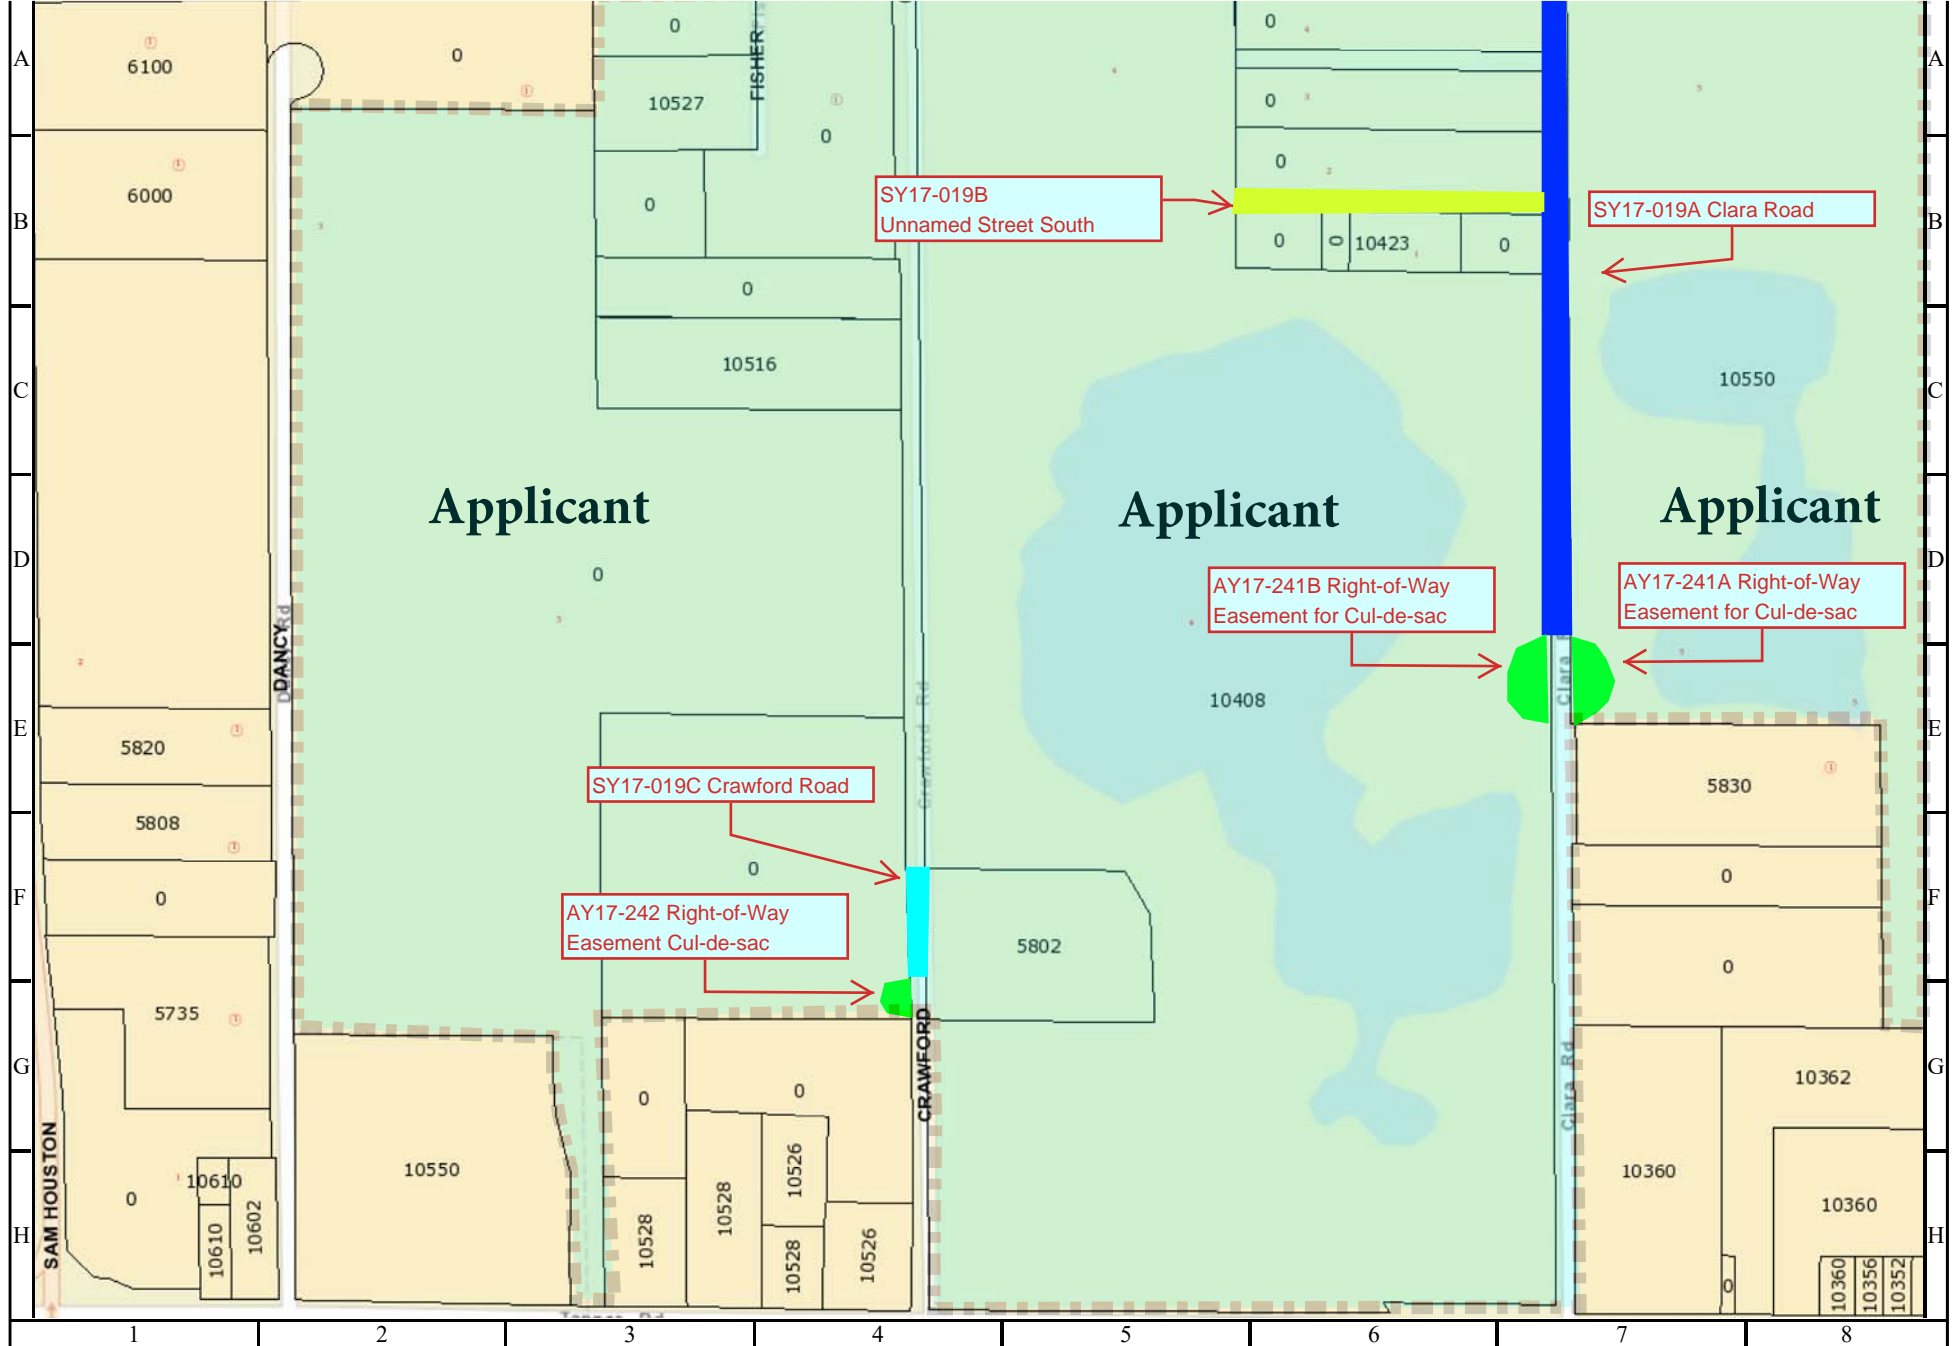 A
6100
0
0
10527
FISHER
0
0
0
A
6000
0
0
SY17-019B
Unnamed Street South
SY17-019A Clara Road
B
0
0
10423
0
B
0
C
10516
10550
C
Applicant
Applicant
Applicant
D
0
AY17-241B Right-of-Way
Easement for Cul-de-sac
AY17-241A Right-of-Way
Easement for Cul-de-sac
D
DANCY
Clara
Crawford Rd
10408
E
5820
SY17-019C Crawford Road
5830
E
5808
0
0
F
0
AY17-242 Right-of-Way
Easement Cul-de-sac
5802
0
F
5735
CRAWFORD
Clara Rd
G
0
0
10362
G
SAM HOUSTON
10550
10526
10360
0
10610
10610
10602
10528
10528
10528
10526
10360
H
0
10360
10356
10352
H
1
2
3
4
5
6
7
8